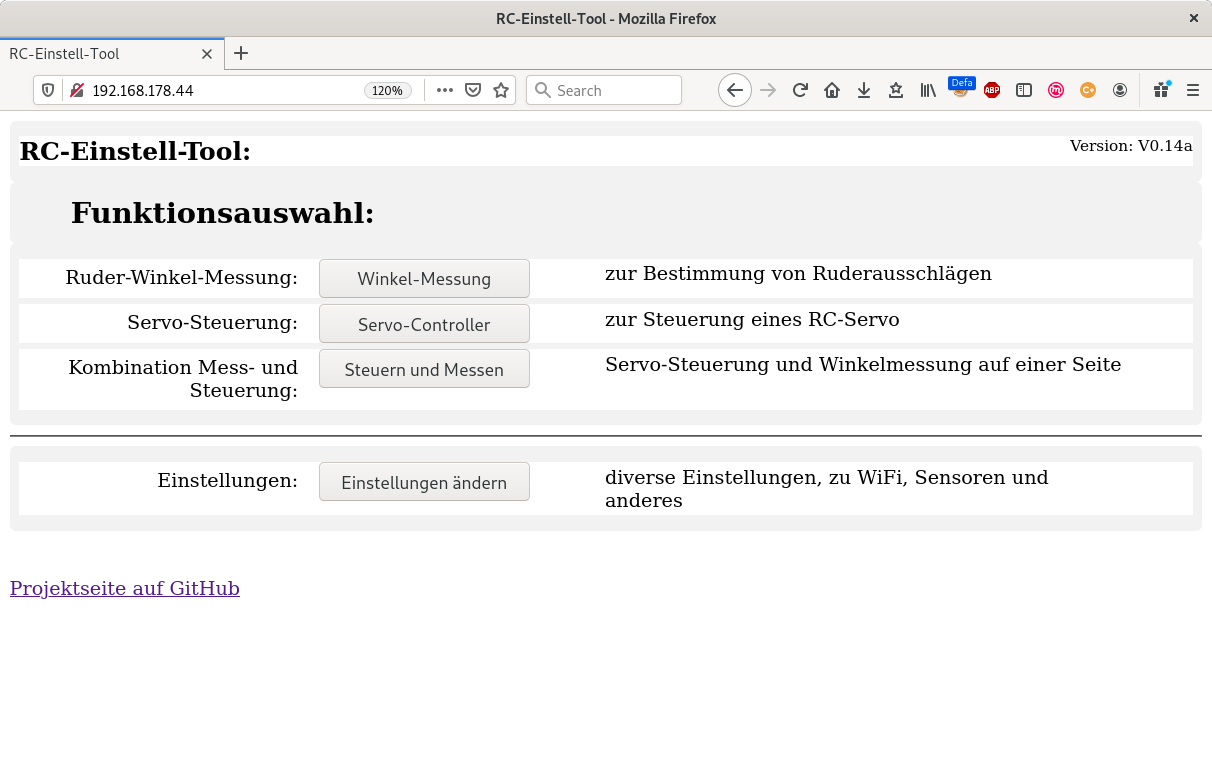 RC-Einstell-Tool - Mozilla Firefox
RC-Einstell-Tool
192.168.178.44
120%
Search
Defa
ABP
C+
RC-Einstell-Tool:
Version: V0.14a
Funktionsauswahl:
Ruder-Winkel-Messung:
Winkel-Messung
zur Bestimmung von Ruderausschlägen
Servo-Steuerung:
Servo-Controller
zur Steuerung eines RC-Servo
Kombination Mess- und
Steuerung:
Steuern und Messen
Servo-Steuerung und Winkelmessung auf einer Seite
Einstellungen:
Einstellungen ändern
diverse Einstellungen, zu WiFi, Sensoren und
anderes
Projektseite auf GitHub